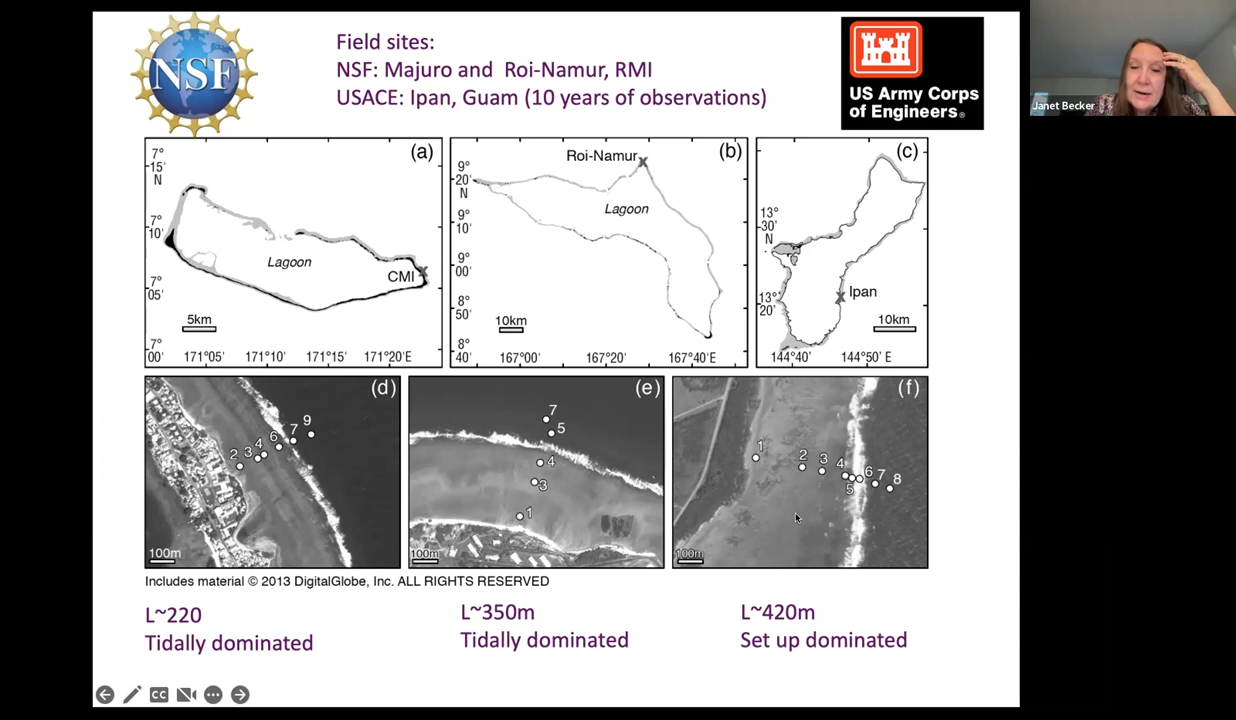 NSF
Field sites:
NSF: Majuro and Roi-Namur, RMI
USACE: Ipan, Guam (10 years of observations)
US Army Corps
of Engineers®
Janet Becker
(a)
7°
15'
N
7°
10'
7°
05'
7°
00'
Lagoon
CMI
5km
171°05'
171°10'
171°15'
171°20'E
(b)
Roi-Namur
9°
20'
N
9°
10'
9°
00'
8°
50'
8°
40'
Lagoon
10km
167°00'
167°20'
167°40'E
(c)
13°
30'
N
13°
20'
Ipan
10km
144°40'
144°50'E
(d)
2 3 4 6 7 9
100m
(e)
7
5
4
3
1
100m
(f)
1 2 3 4 5 6 7 8
100m
Includes material © 2013 DigitalGlobe, Inc. ALL RIGHTS RESERVED
L~220
Tidally dominated
L~350m
Tidally dominated
L~420m
Set up dominated
CC